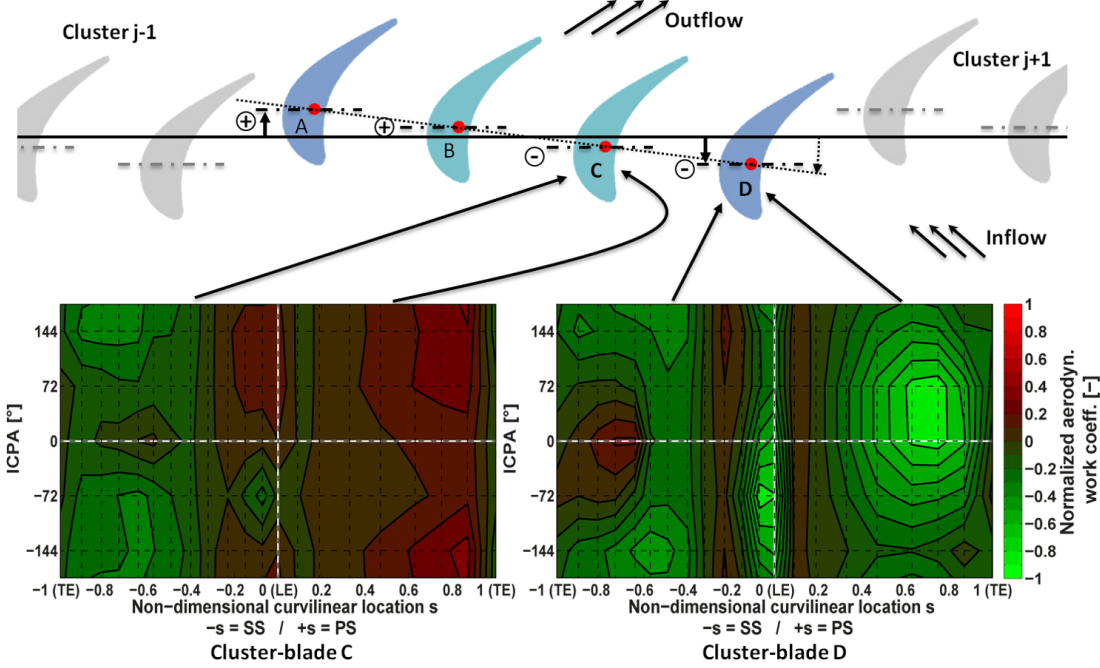 Outflow
Cluster j-1
Cluster j+1
+
A
+
B
-
C
-
D
Inflow
ICPA [°]
144
72
0
−72
−144
−1 (TE) −0.8 −0.6 −0.4 −0.2 0 (LE) 0.2 0.4 0.6 0.8 1 (TE)
Non−dimensional curvilinear location s
−s = SS / +s = PS
Cluster-blade C
ICPA [°]
144
72
0
−72
−144
−1 (TE) −0.8 −0.6 −0.4 −0.2 0 (LE) 0.2 0.4 0.6 0.8 1 (TE)
Non−dimensional curvilinear location s
−s = SS / +s = PS
Cluster-blade D
1
0.8
0.6
0.4
0.2
0
−0.2
−0.4
−0.6
−0.8
−1
Normalized aerodyn.
work coeff. [−]